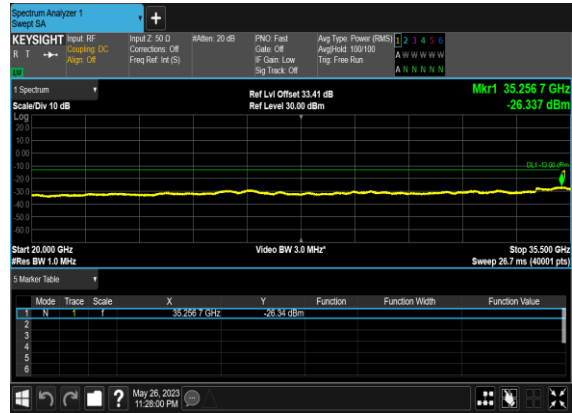 Spectrum Analyzer 1
Swept SA
+
KEYSIGHT Input: RF Input Z: 50 Ω #Atten: 20 dB PNO: Fast Avg Type: Power (RMS) 1 2 3 4 5 6
R T Coupling: DC Corrections: Off Gate: Off Avg|Hold: 100/100 A W W W W W
Align: Off Freq Ref: Int (S) IF Gain: Low Trig: Free Run
LW Sig Track: Off A N N N N N
1 Spectrum Ref Lvl Offset 33.41 dB Mkr1 35.256 7 GHz
Scale/Div 10 dB Ref Level 30.00 dBm -26.337 dBm
Log
20.0
10.0
0.00
-10.0 DL1 -13.00 dBm
-20.0 1
-30.0
-40.0
-50.0
-60.0
Start 20.000 GHz Video BW 3.0 MHz* Stop 35.500 GHz
#Res BW 1.0 MHz Sweep 26.7 ms (40001 pts)
5 Marker Table
Mode Trace Scale X Y Function Function Width Function Value
1 N 1 f 35.256 7 GHz -26.34 dBm
2
3
4
5
6
? May 26, 2023
11:28:00 PM